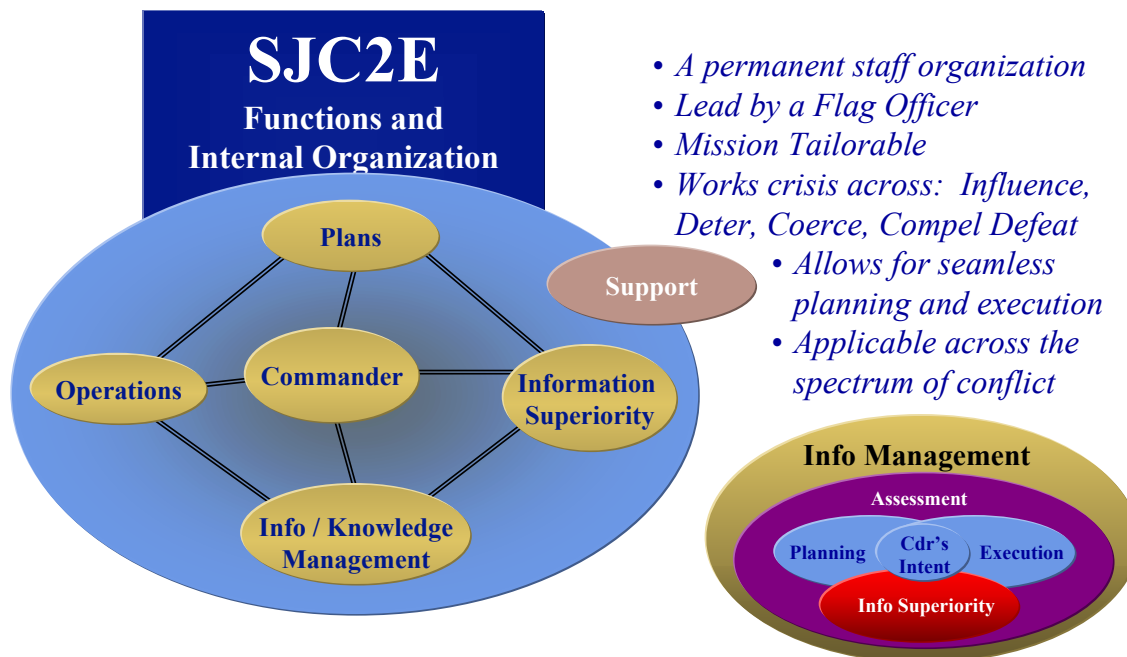 SJC2E
Functions and
Internal Organization
Plans
Support
Operations
Commander
Information
Superiority
Info / Knowledge
Management
• A permanent staff organization
• Lead by a Flag Officer
• Mission Tailorable
• Works crisis across: Influence,
Deter, Coerce, Compel Defeat
• Allows for seamless
planning and execution
• Applicable across the
spectrum of conflict
Info Management
Assessment
Planning
Cdr's
Intent
Execution
Info Superiority